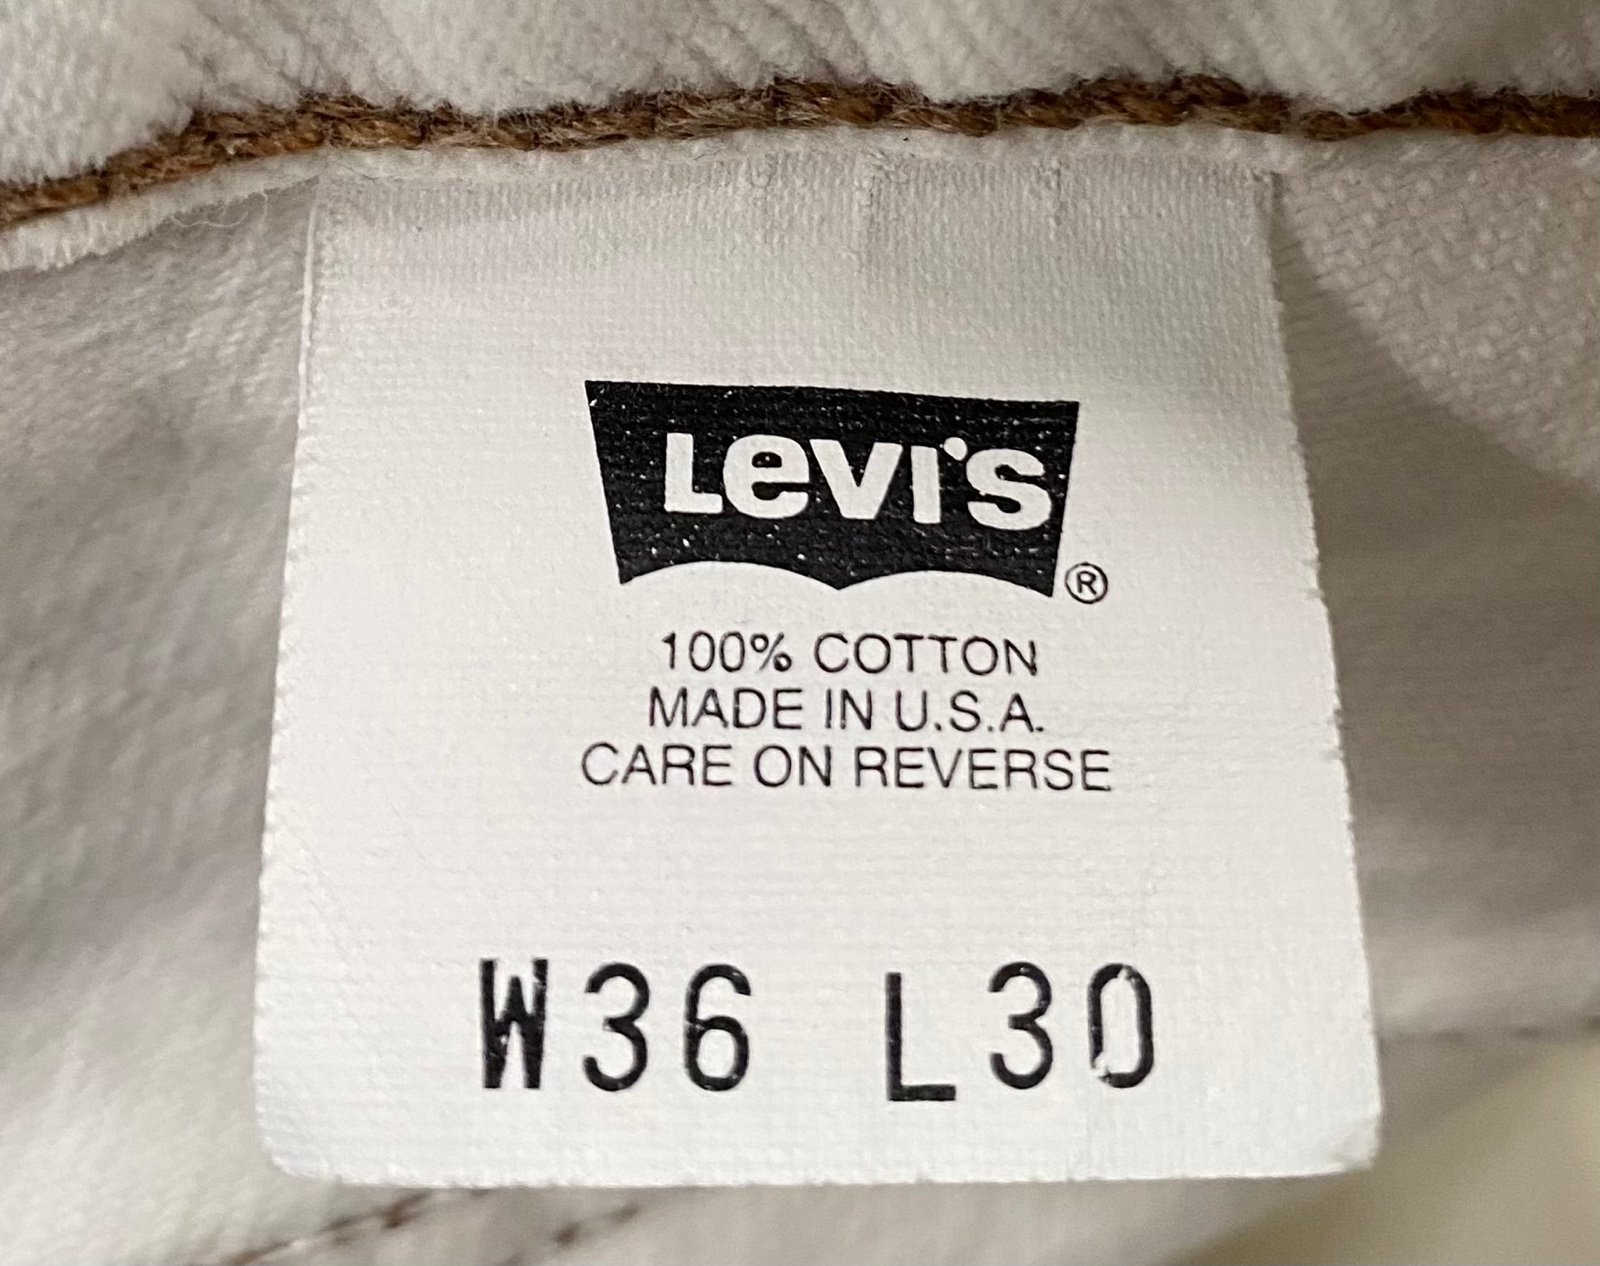 LEVI'S ®
100% COTTON
MADE IN U.S.A.
CARE ON REVERSE
W36 L30